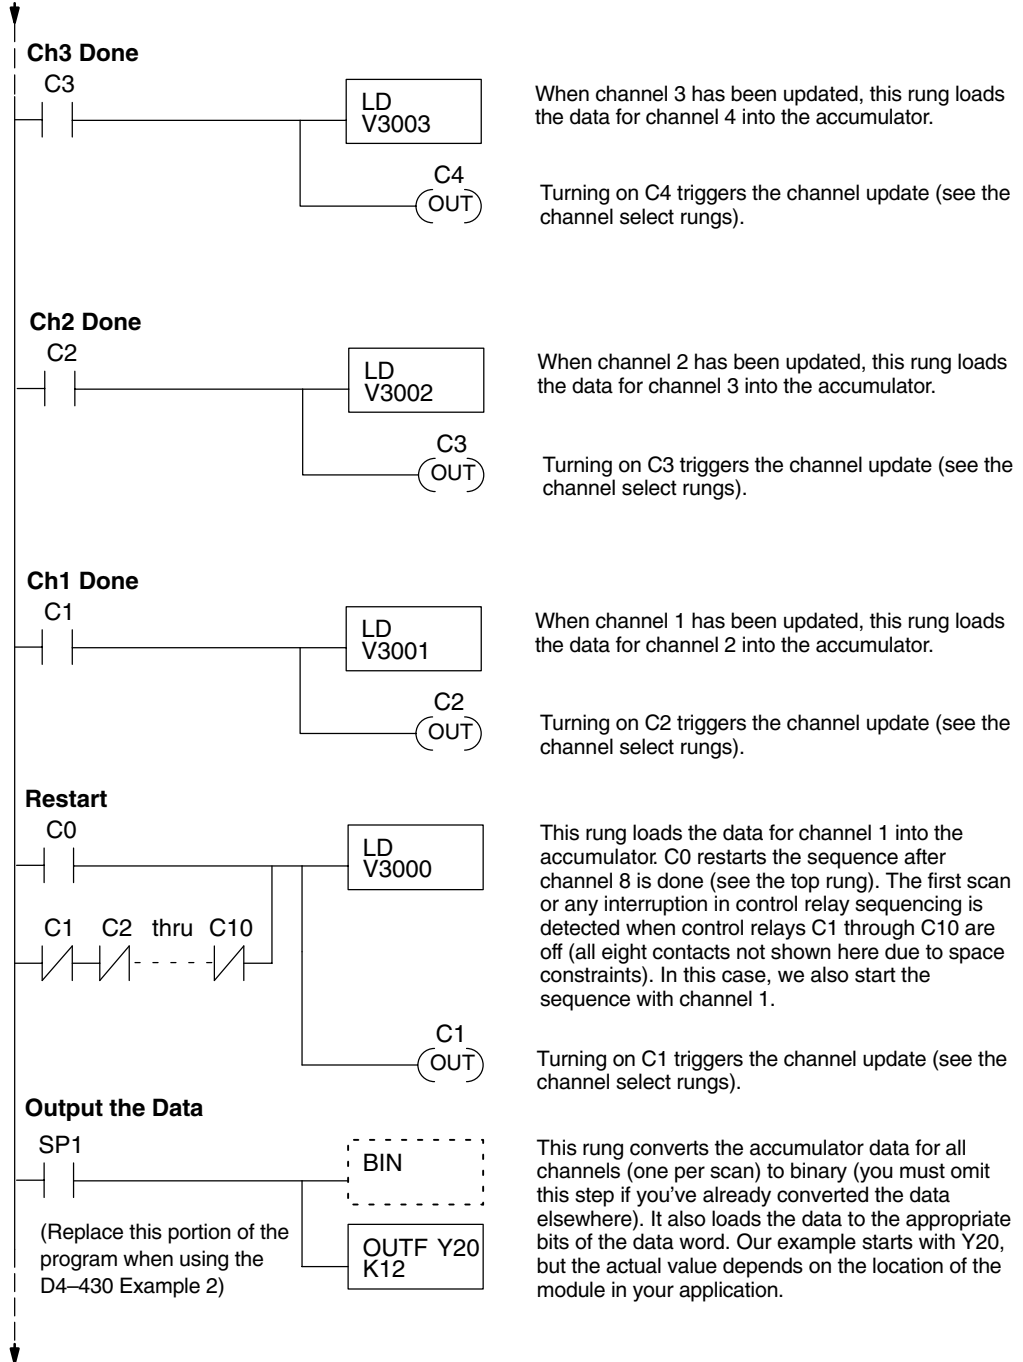 Ch3 Done
C3
LD
V3003
When channel 3 has been updated, this rung loads
the data for channel 4 into the accumulator.
C4
OUT
Turning on C4 triggers the channel update (see the
channel select rungs).
Ch2 Done
C2
LD
V3002
When channel 2 has been updated, this rung loads
the data for channel 3 into the accumulator.
C3
OUT
Turning on C3 triggers the channel update (see the
channel select rungs).
Ch1 Done
C1
LD
V3001
When channel 1 has been updated, this rung loads
the data for channel 2 into the accumulator.
C2
OUT
Turning on C2 triggers the channel update (see the
channel select rungs).
Restart
C0
LD
V3000
C1 C2 thru C10
This rung loads the data for channel 1 into the
accumulator. C0 restarts the sequence after
channel 8 is done (see the top rung). The first scan
or any interruption in control relay sequencing is
detected when control relays C1 through C10 are
off (all eight contacts not shown here due to space
constraints). In this case, we also start the
sequence with channel 1.
C1
OUT
Turning on C1 triggers the channel update (see the
channel select rungs).
Output the Data
SP1
BIN
OUTF Y20
K12
(Replace this portion of the
program when using the
D4–430 Example 2)
This rung converts the accumulator data for all
channels (one per scan) to binary (you must omit
this step if you've already converted the data
elsewhere). It also loads the data to the appropriate
bits of the data word. Our example starts with Y20,
but the actual value depends on the location of the
module in your application.